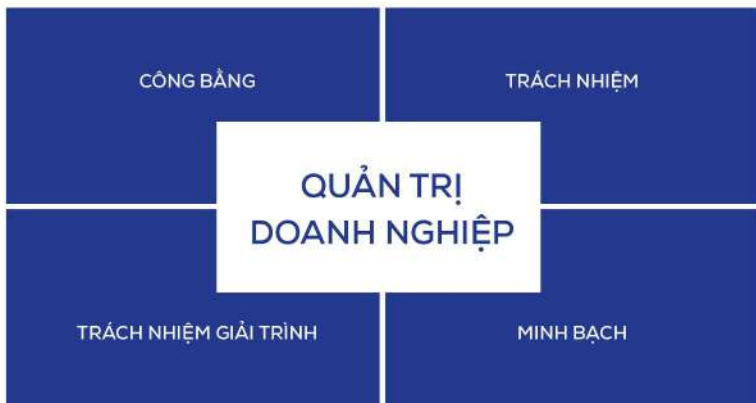 CÔNG BẰNG
TRÁCH NHIỆM
QUẢN TRỊ
DOANH NGHIỆP
TRÁCH NHIỆM GIẢI TRÌNH
MINH BẠCH